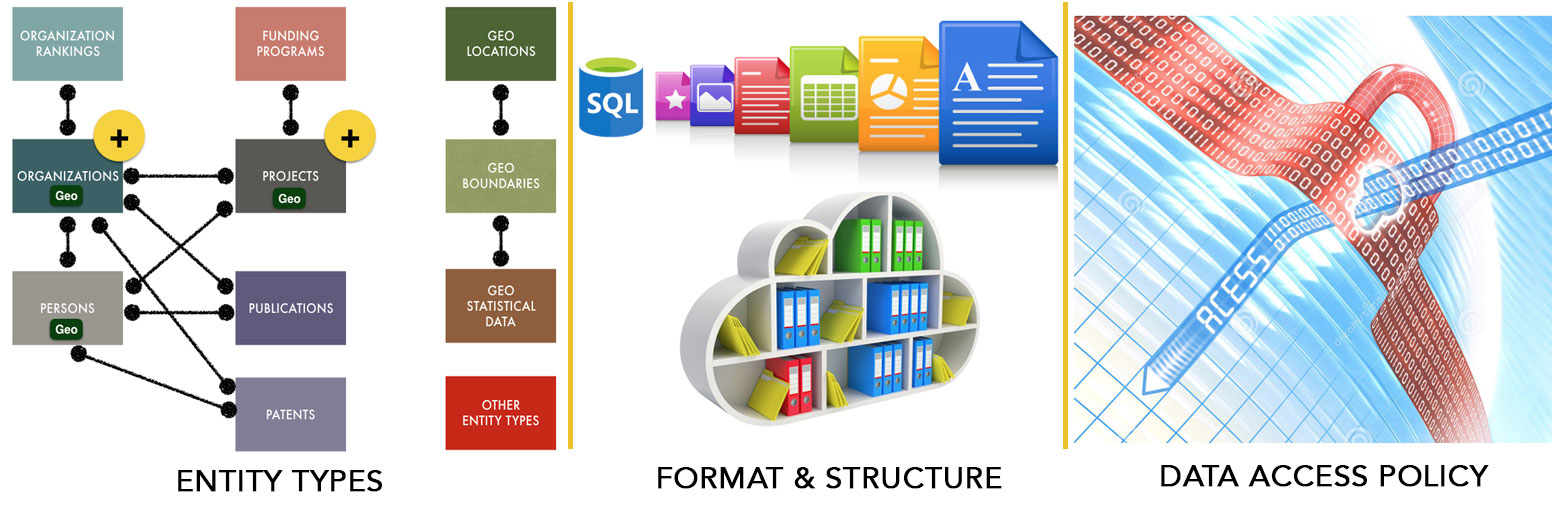 ORGANIZATION
RANKINGS
FUNDING
PROGRAMS
GEO
LOCATIONS
+
+
ORGANIZATIONS
Geo
PROJECTS
Geo
GEO
BOUNDARIES
PERSONS
Geo
PUBLICATIONS
GEO
STATISTICAL
DATA
PATENTS
OTHER
ENTITY TYPES
ENTITY TYPES
SQL
A
FORMAT & STRUCTURE
ACESS
DATA ACCESS POLICY